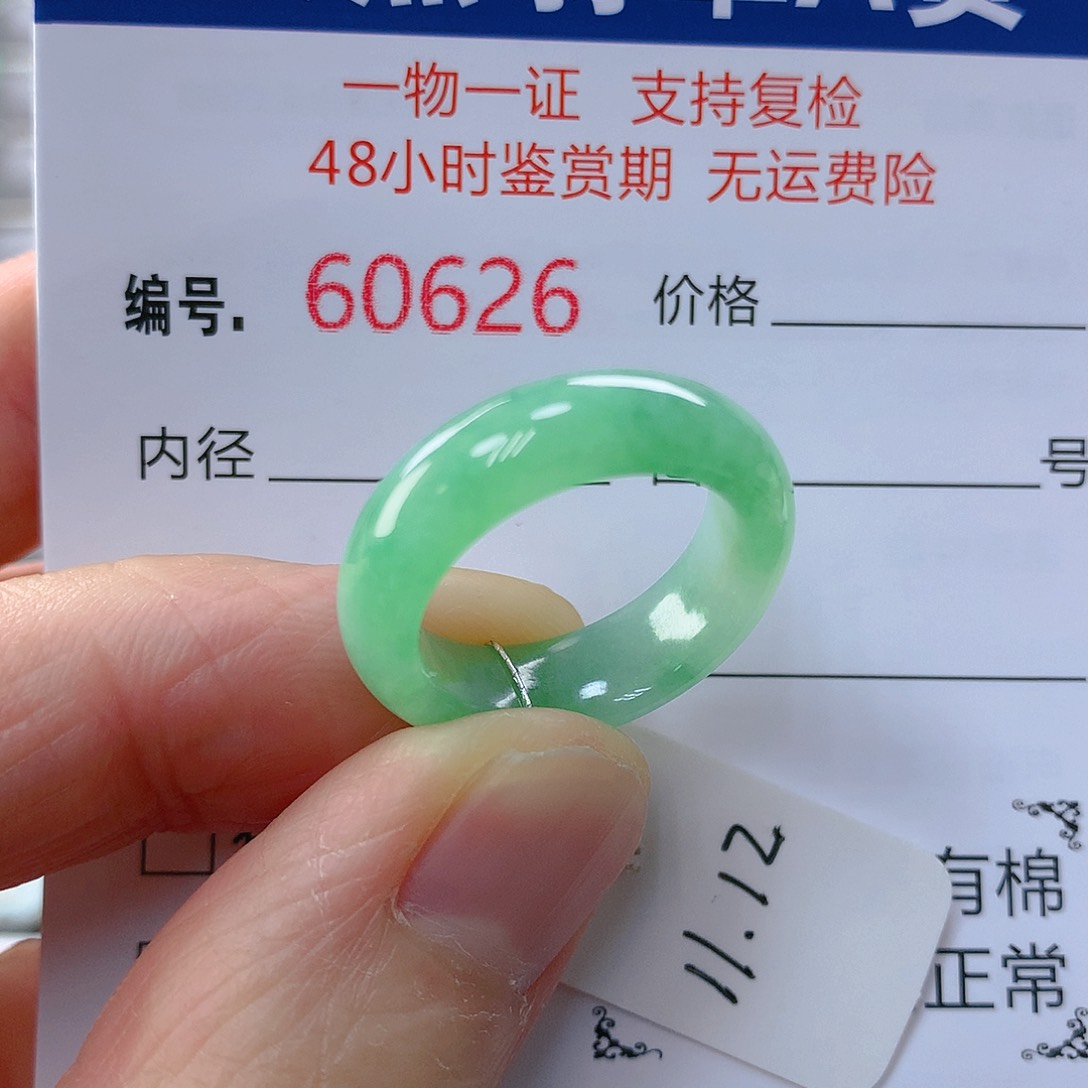 一物一证 支持复检
48小时鉴赏期 无运费险
编号. 60626 价格
内径 号
有棉
正常
11.12